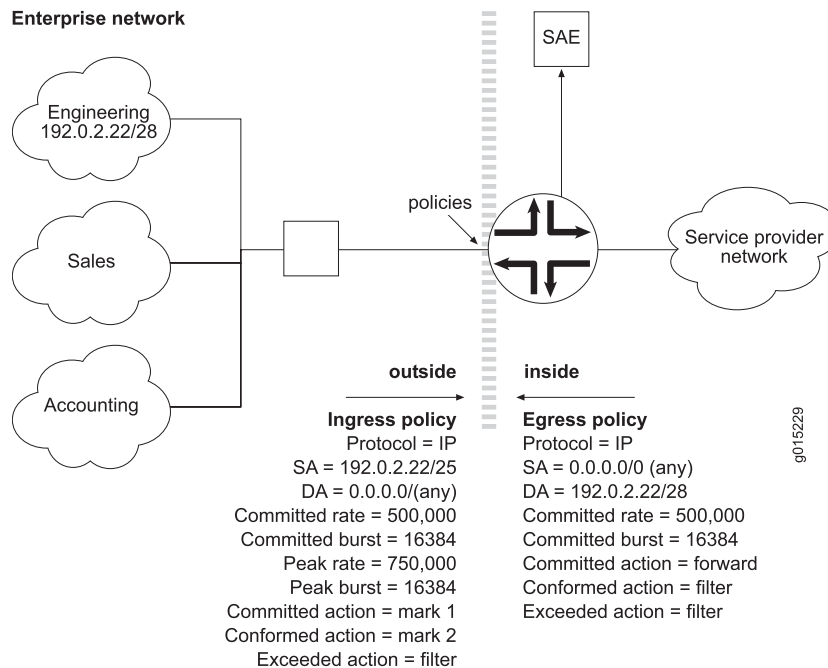 Enterprise network
SAE
Engineering
192.0.2.22/28
policies
Sales
Service provider
network
Accounting
outside
inside
Ingress policy
Protocol = IP
SA = 192.0.2.22/25
DA = 0.0.0.0/(any)
Committed rate = 500,000
Committed burst = 16384
Peak rate = 750,000
Peak burst = 16384
Committed action = mark 1
Conformed action = mark 2
Exceeded action = filter
Egress policy
Protocol = IP
SA = 0.0.0.0/0 (any)
DA = 192.0.2.22/28
Committed rate = 500,000
Committed burst = 16384
Committed action = forward
Conformed action = filter
Exceeded action = filter
g015229